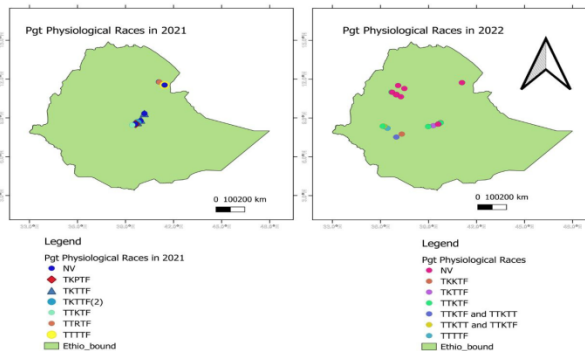 Pgt Physiological Races in 2021
0 100200 km
Legend
Pgt Physiological Races in 2021
NV
TKPTF
TKTTF
TKTTF(2)
TTKTF
TTRTF
TTTTF
Ethio_bound
Pgt Physiological Races in 2022
0 100200 km
Legend
Pgt Physiological Races
NV
TKKTF
TKTTF
TTKTF
TTKTF and TTKTT
TTKTT and TTKTF
TTTTF
Ethio_bound